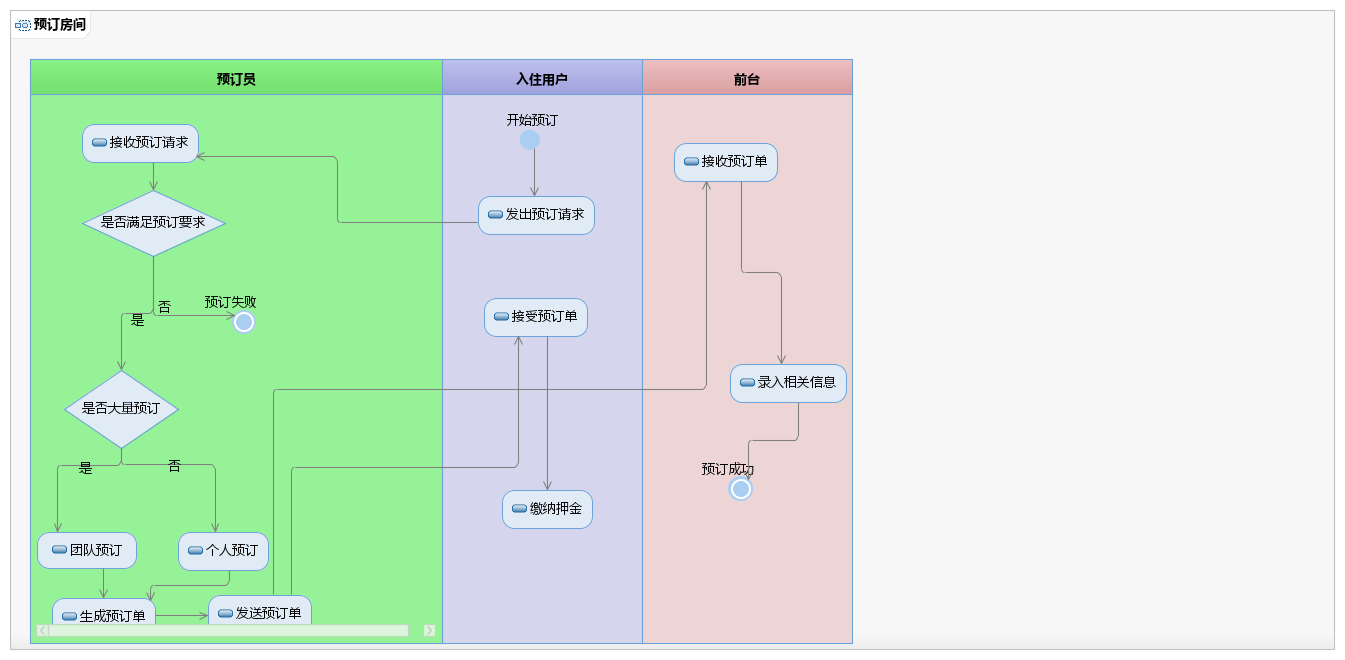 预订房间
预订员
入住用户
前台
开始预订
接收预订请求
接收预订单
发出预订请求
是否满足预订要求
预订失败
否
是
接受预订单
录入相关信息
是否大量预订
是
否
预订成功
缴纳押金
团队预订
个人预订
生成预订单
发送预订单